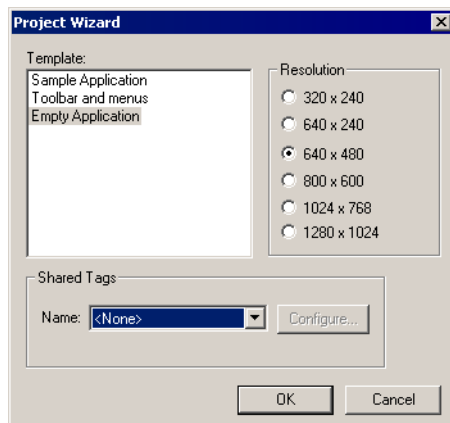 Project Wizard
Template:
Sample Application
Toolbar and menus
Empty Application
Resolution
320 x 240
640 x 240
640 x 480
800 x 600
1024 x 768
1280 x 1024
Shared Tags
Name: <None> Configure...
OK Cancel